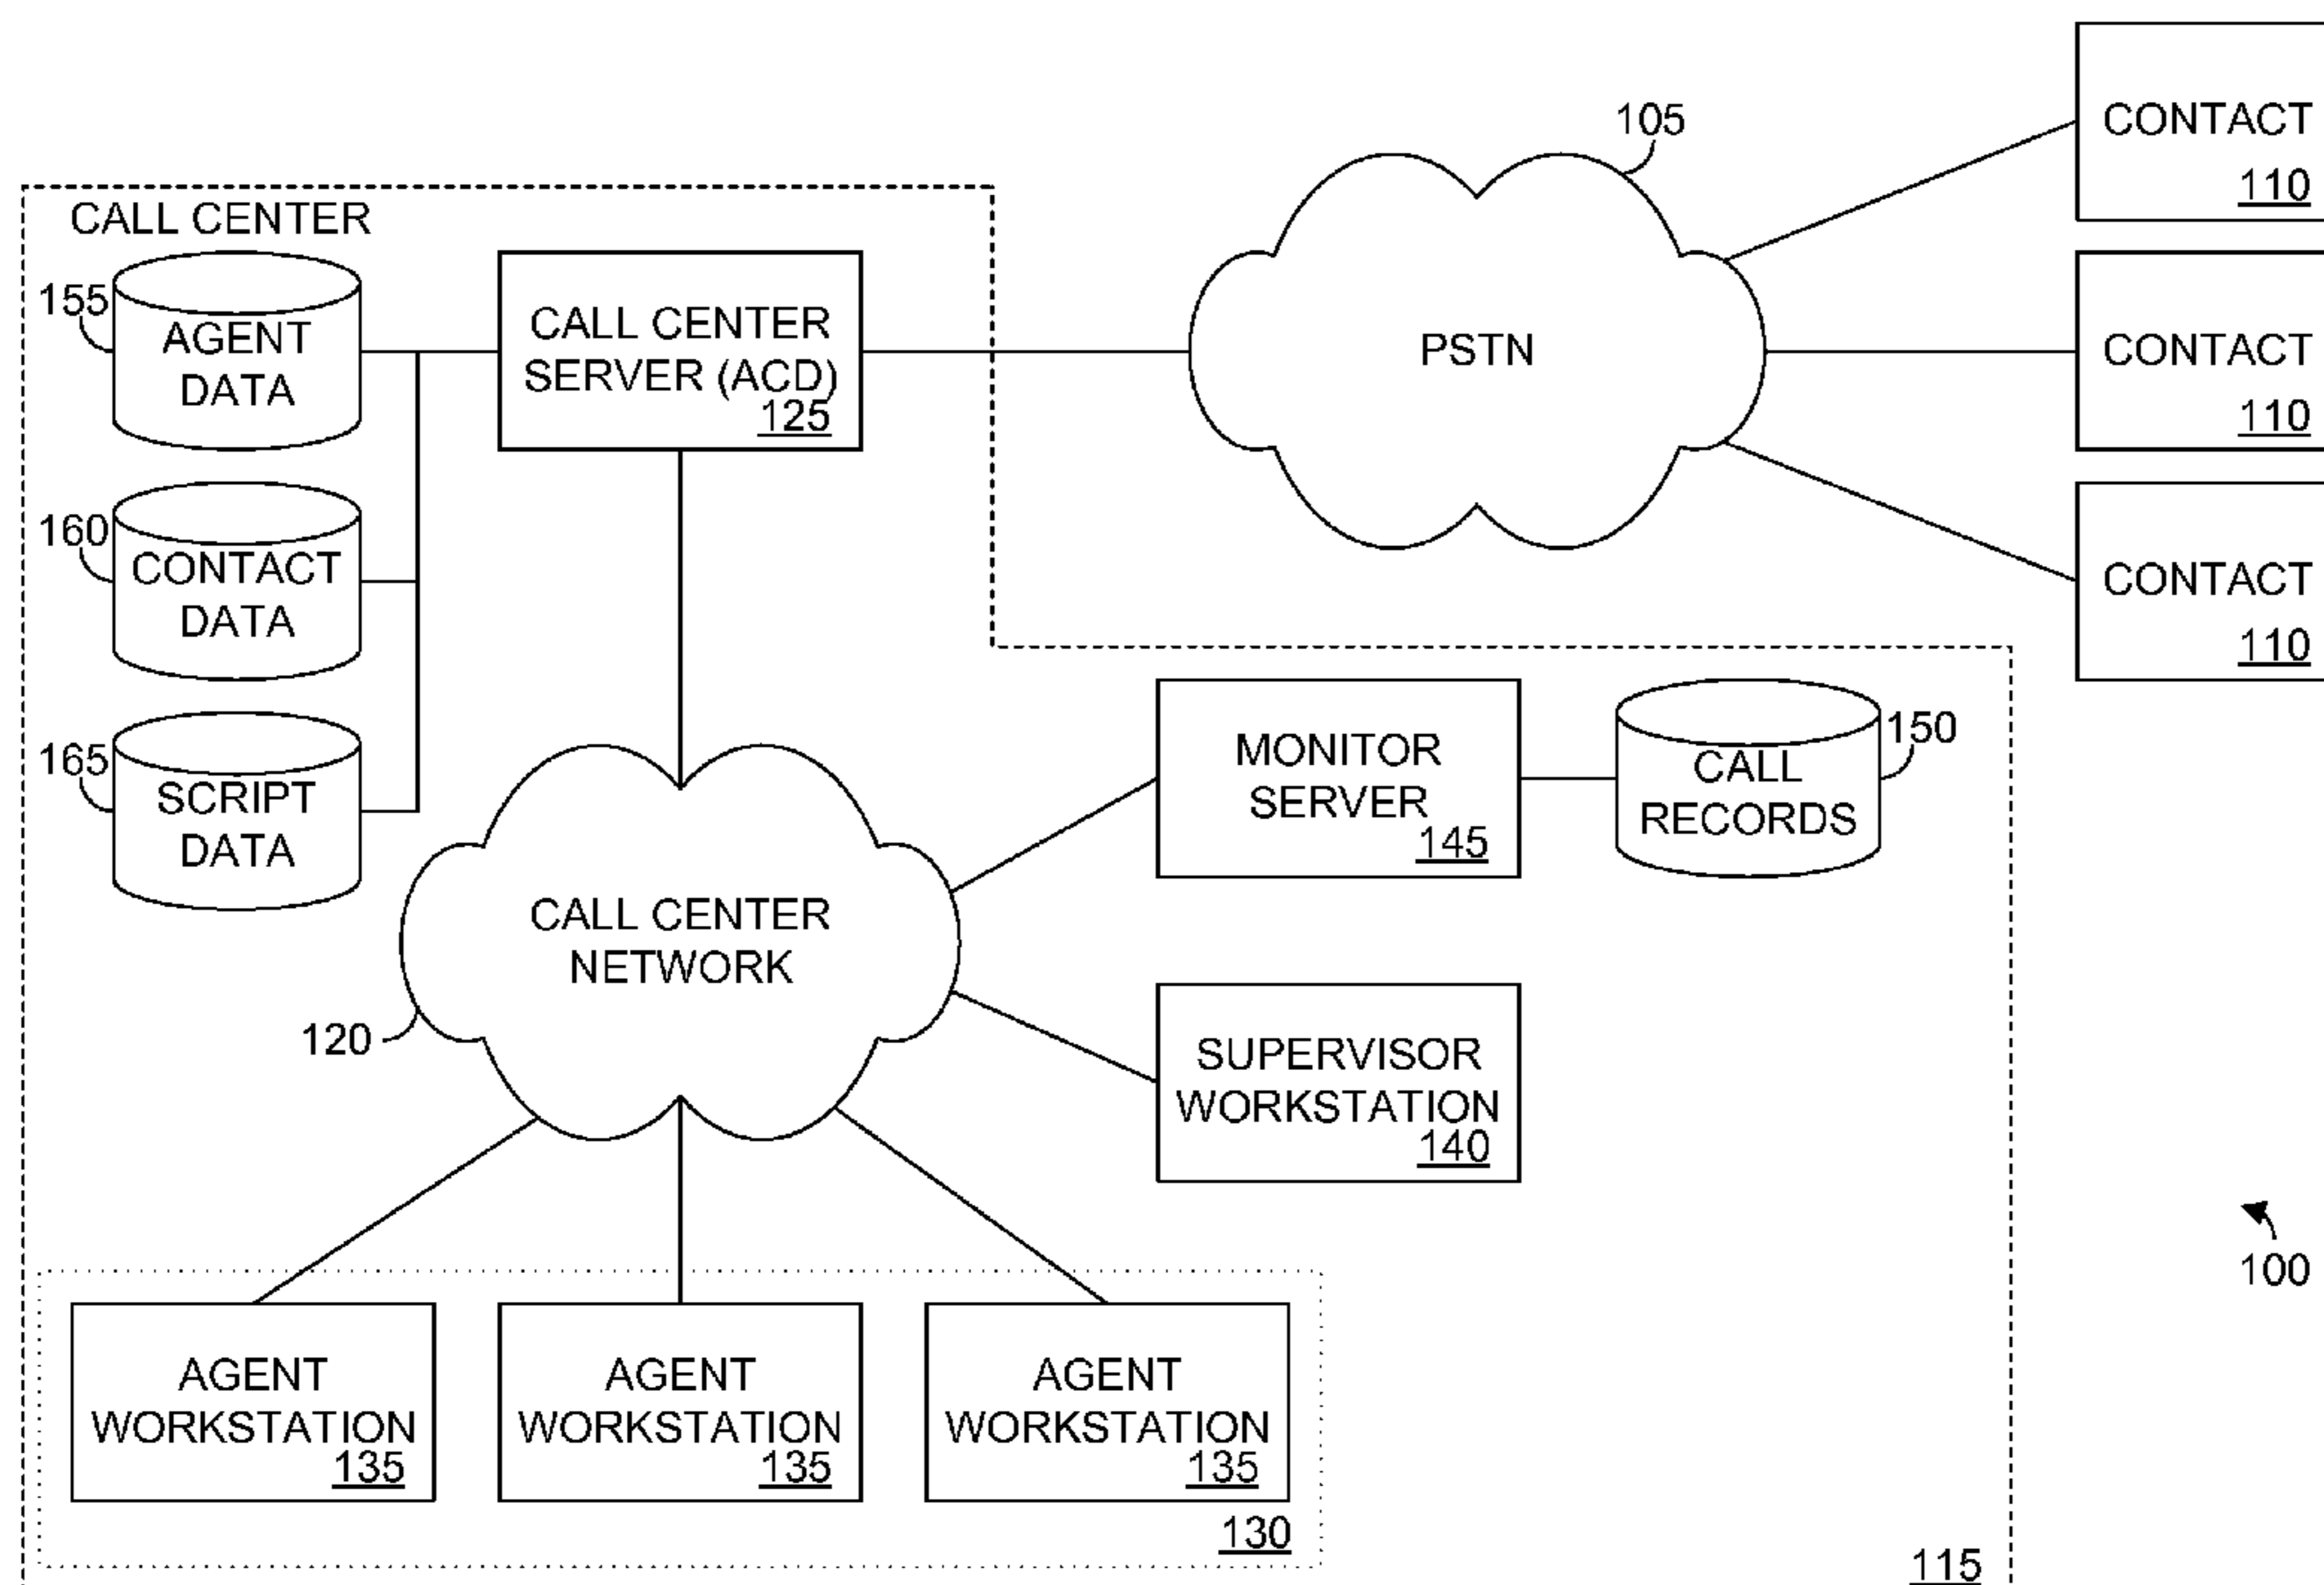 CONTACT
110
105
CALL CENTER
155
AGENT
DATA
CALL CENTER
SERVER (ACD)
125
PSTN
CONTACT
110
160
CONTACT
DATA
CONTACT
110
165
SCRIPT
DATA
MONITOR
SERVER
145
CALL
RECORDS
150
CALL CENTER
NETWORK
120
SUPERVISOR
WORKSTATION
140
100
AGENT
WORKSTATION
135
AGENT
WORKSTATION
135
AGENT
WORKSTATION
135
130
115